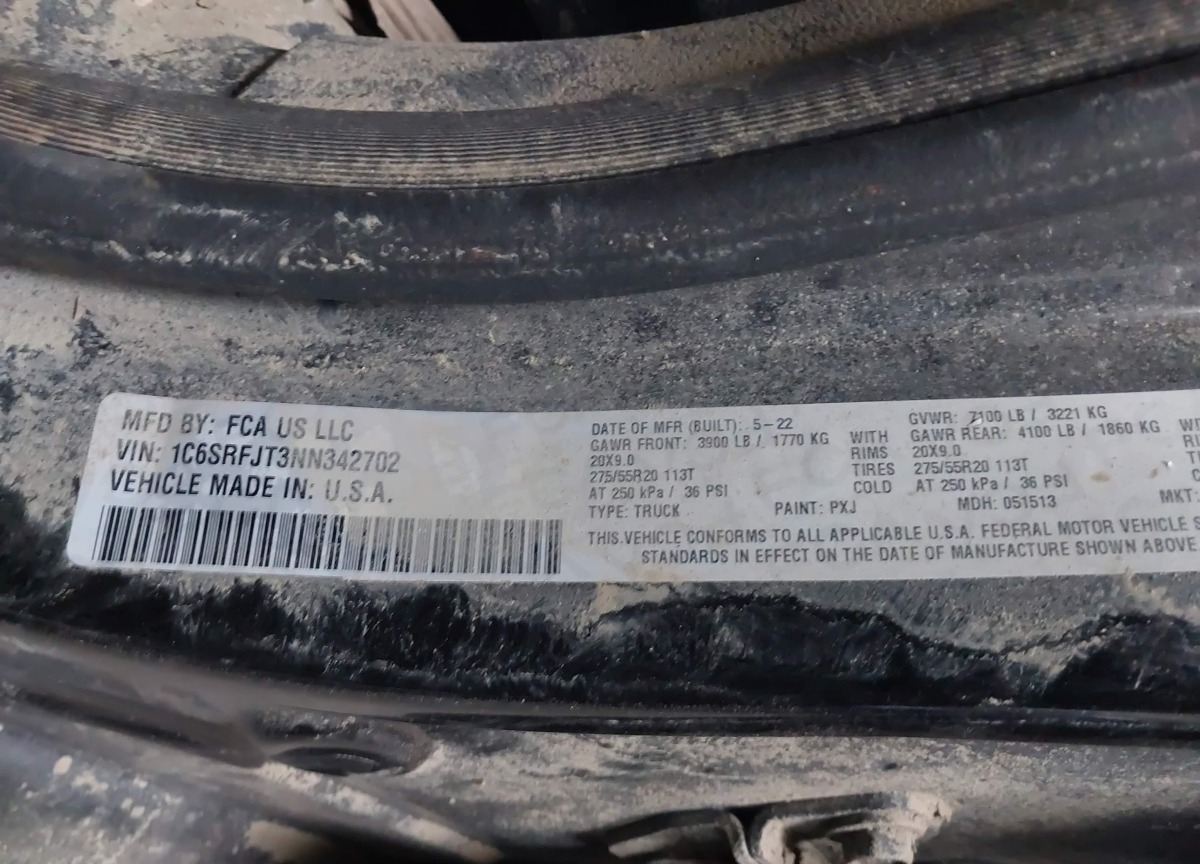 MFD BY: FCA US LLC
VIN: 1C6SRFJT3NN342702
VEHICLE MADE IN: U.S.A.
DATE OF MFR (BUILT): 5-22 GVWR: 7100 LB / 3221 KG
GAWR FRONT: 3900 LB / 1770 KG WITH GAWR REAR: 4100 LB / 1860 KG
20X9.0 RIMS 20X9.0
275/55R20 113T TIRES 275/55R20 113T
AT 250 kPa / 36 PSI COLD AT 250 kPa / 36 PSI
TYPE: TRUCK PAINT: PXJ MDH: 051513 MKT:
THIS VEHICLE CONFORMS TO ALL APPLICABLE U.S.A. FEDERAL MOTOR VEHICLE
STANDARDS IN EFFECT ON THE DATE OF MANUFACTURE SHOWN ABOVE